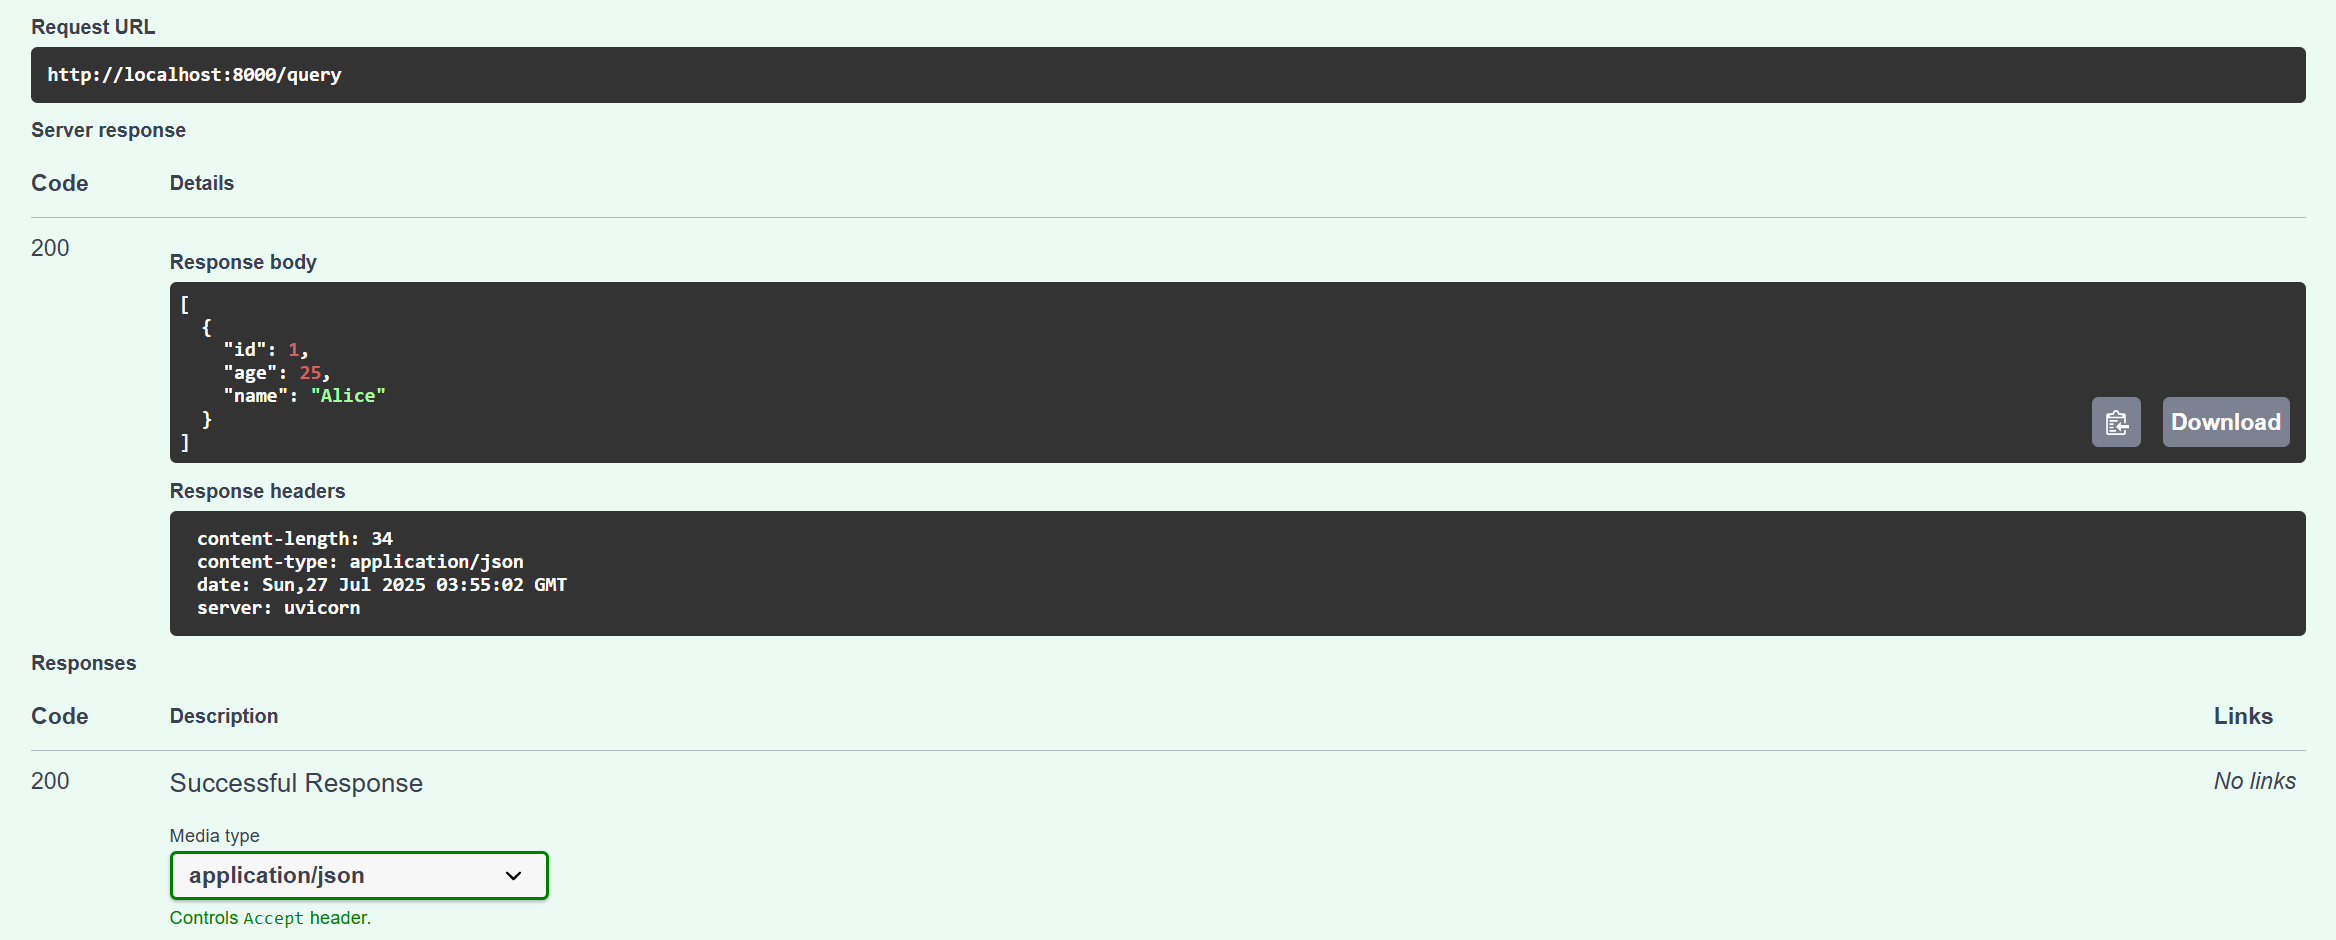 Request URL
http://localhost:8000/query
Server response
Code Details
200
Response body
[
  {
    "id": 1,
    "age": 25,
    "name": "Alice"
  }
]
Download
Response headers
content-length: 34
content-type: application/json
date: Sun,27 Jul 2025 03:55:02 GMT
server: uvicorn
Responses
Code Description Links
200 Successful Response No links
Media type
application/json
Controls Accept header.